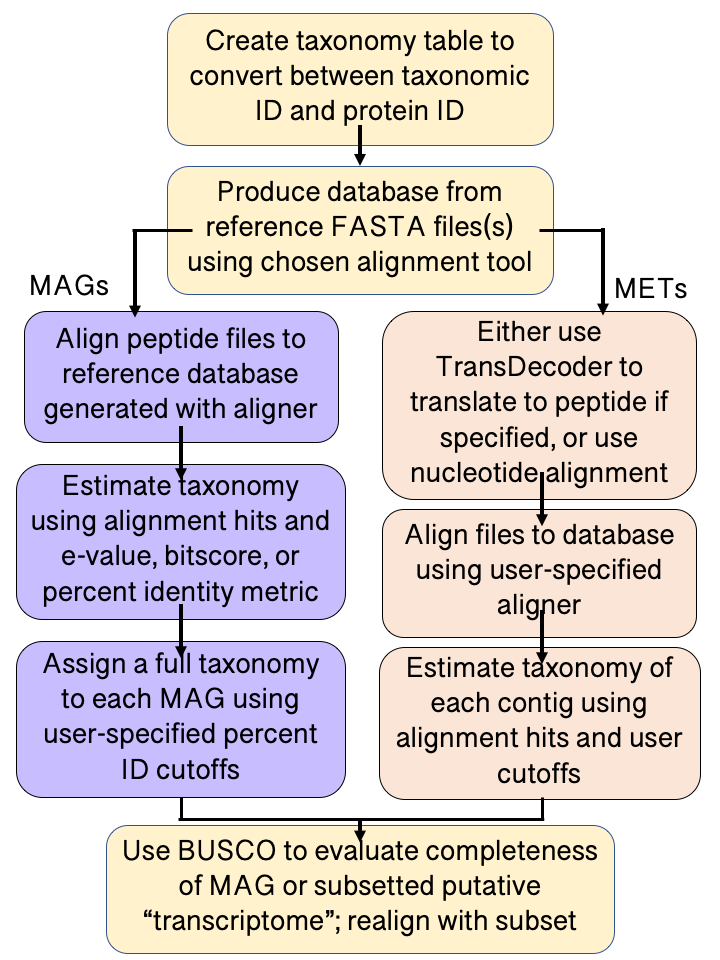 Create taxonomy table to
convert between taxonomic
ID and protein ID
Produce database from
reference FASTA files(s)
using chosen alignment tool
MAGs
METs
Align peptide files to
reference database
generated with aligner
Estimate taxonomy
using alignment hits and
e-value, bitscore, or
percent identity metric
Assign a full taxonomy
to each MAG using
user-specified percent
ID cutoffs
Either use
TransDecoder to
translate to peptide if
specified, or use
nucleotide alignment
Align files to database
using user-specified
aligner
Estimate taxonomy of
each contig using
alignment hits and user
cutoffs
Use BUSCO to evaluate completeness
of MAG or subsetted putative
“transcriptome”; realign with subset